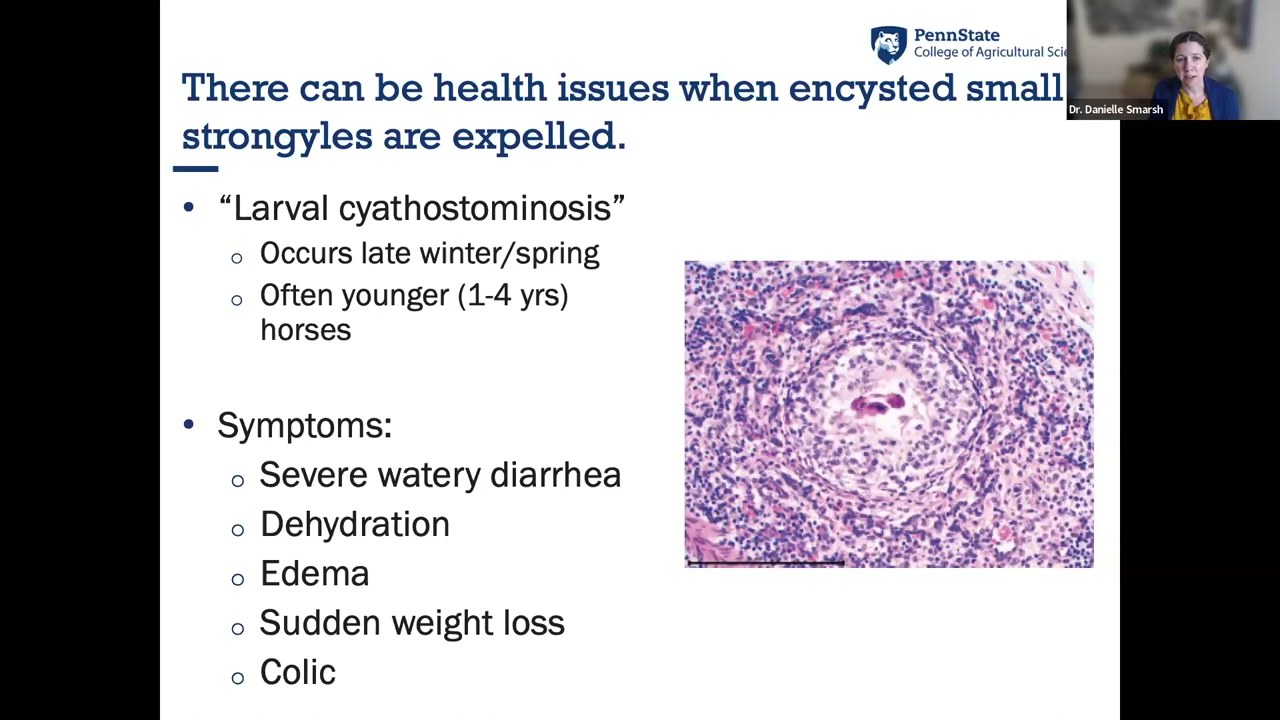 PennState
College of Agricultural Scie
Dr. Danielle Smarsh
There can be health issues when encysted small
strongyles are expelled.
• “Larval cyathostominosis”
o Occurs late winter/spring
o Often younger (1-4 yrs)
horses
• Symptoms:
o Severe watery diarrhea
o Dehydration
o Edema
o Sudden weight loss
o Colic